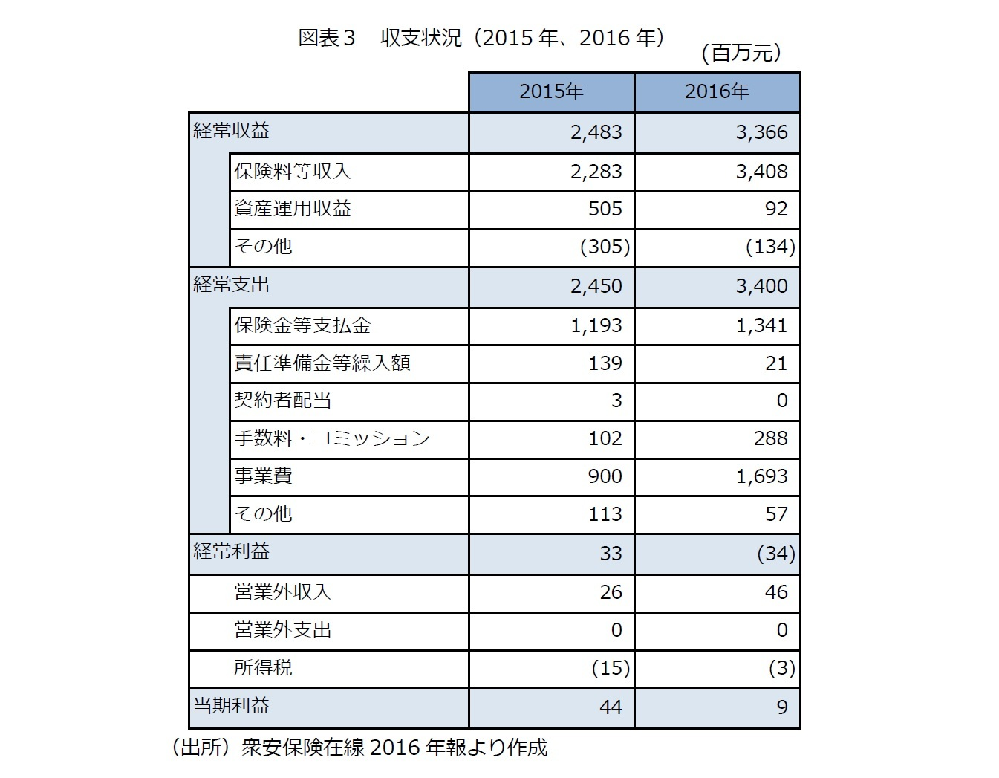 図表３　収支状況（2015 年、2016 年）
(百万元）
2015年 2016年
経常収益 2,483 3,366
保険料等収入 2,283 3,408
資産運用収益 505 92
その他 (305) (134)
経常支出 2,450 3,400
保険金等支払金 1,193 1,341
責任準備金等繰入額 139 21
契約者配当 3 0
手数料・コミッション 102 288
事業費 900 1,693
その他 113 57
経常利益 33 (34)
営業外収入 26 46
営業外支出 0 0
所得税 (15) (3)
当期利益 44 9
（出所）衆安保険在線 2016 年報より作成